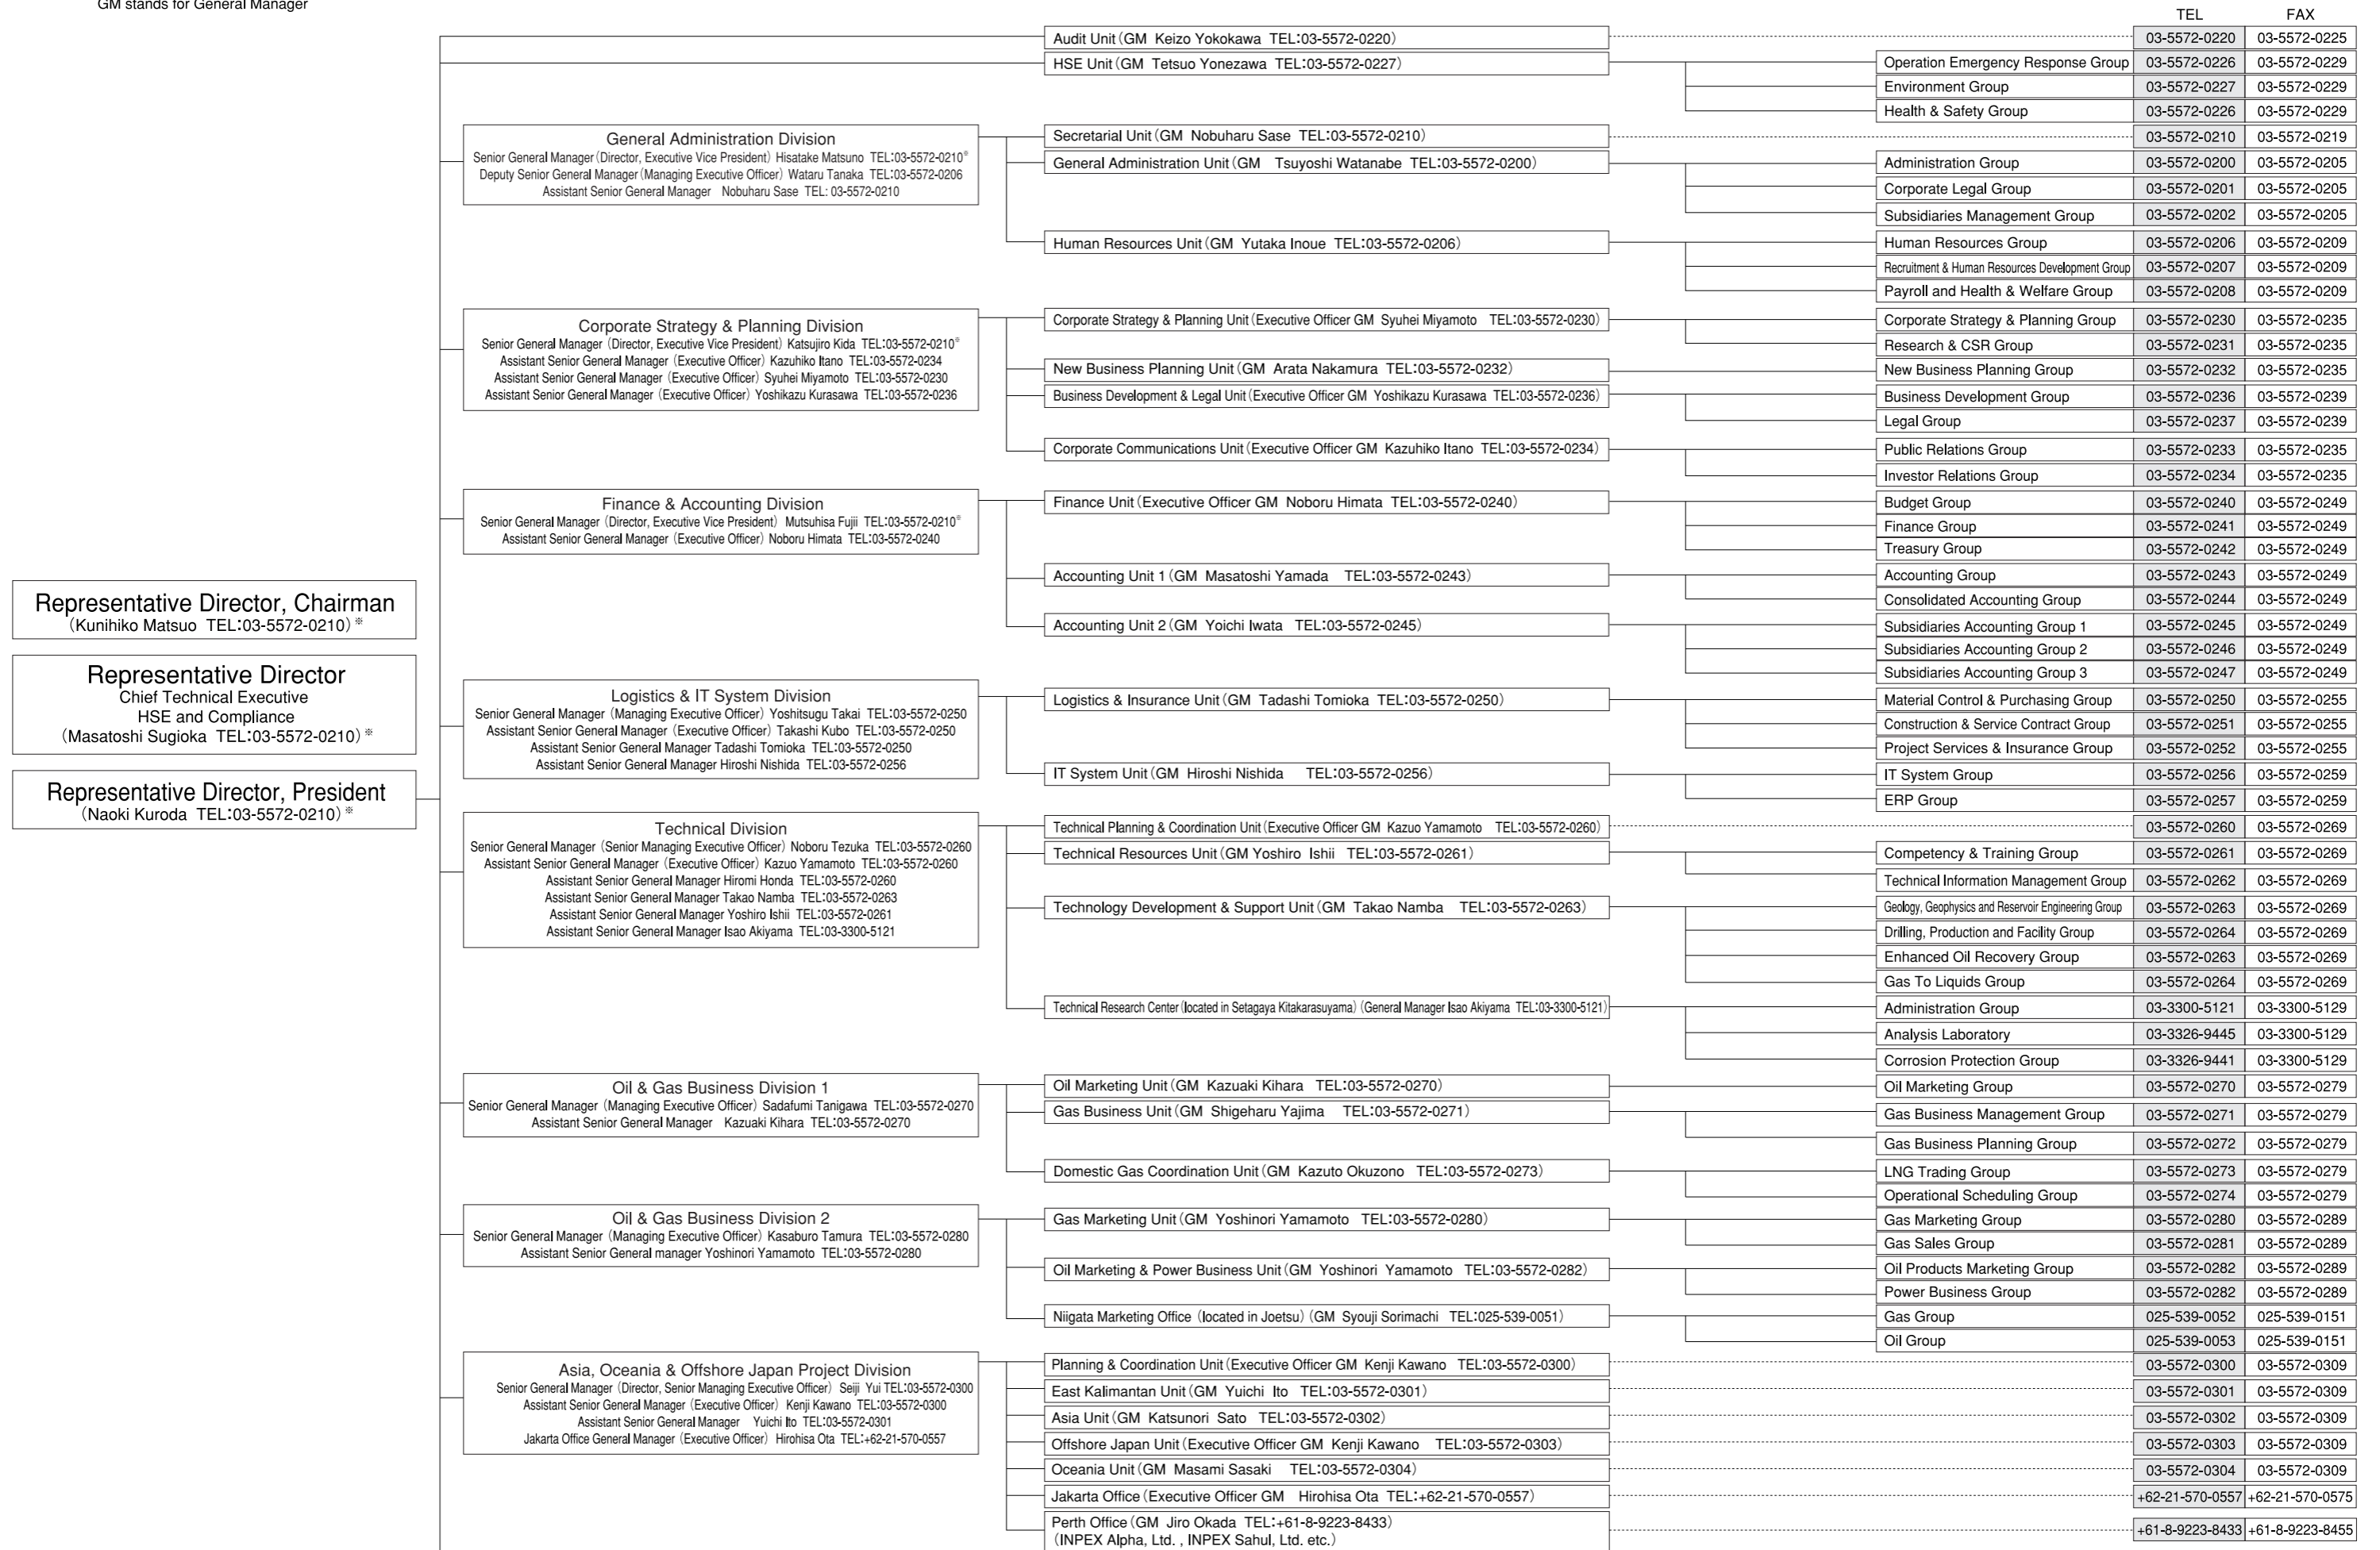 GM stands for General Manager
TEL FAX
Audit Unit (GM Keizo Yokokawa TEL:03-5572-0220) 03-5572-0220 03-5572-0225
HSE Unit (GM Tetsuo Yonezawa TEL:03-5572-0227) Operation Emergency Response Group 03-5572-0226 03-5572-0229
Environment Group 03-5572-0227 03-5572-0229
Health & Safety Group 03-5572-0226 03-5572-0229
General Administration Division
Senior General Manager (Director, Executive Vice President) Hisatake Matsuno TEL:03-5572-0210※
Deputy Senior General Manager (Managing Executive Officer) Wataru Tanaka TEL:03-5572-0206
Assistant Senior General Manager Nobuharu Sase TEL: 03-5572-0210
Secretarial Unit (GM Nobuharu Sase TEL:03-5572-0210) 03-5572-0210 03-5572-0219
General Administration Unit (GM Tsuyoshi Watanabe TEL:03-5572-0200) Administration Group 03-5572-0200 03-5572-0205
Corporate Legal Group 03-5572-0201 03-5572-0205
Subsidiaries Management Group 03-5572-0202 03-5572-0205
Human Resources Unit (GM Yutaka Inoue TEL:03-5572-0206) Human Resources Group 03-5572-0206 03-5572-0209
Recruitment & Human Resources Development Group 03-5572-0207 03-5572-0209
Payroll and Health & Welfare Group 03-5572-0208 03-5572-0209
Corporate Strategy & Planning Division
Senior General Manager (Director, Executive Vice President) Katsujiro Kida TEL:03-5572-0210※
Assistant Senior General Manager (Executive Officer) Kazuhiko Itano TEL:03-5572-0234
Assistant Senior General Manager (Executive Officer) Syuhei Miyamoto TEL:03-5572-0230
Assistant Senior General Manager (Executive Officer) Yoshikazu Kurasawa TEL:03-5572-0236
Corporate Strategy & Planning Unit (Executive Officer GM Syuhei Miyamoto TEL:03-5572-0230) Corporate Strategy & Planning Group 03-5572-0230 03-5572-0235
Research & CSR Group 03-5572-0231 03-5572-0235
New Business Planning Unit (GM Arata Nakamura TEL:03-5572-0232) New Business Planning Group 03-5572-0232 03-5572-0235
Business Development & Legal Unit (Executive Officer GM Yoshikazu Kurasawa TEL:03-5572-0236) Business Development Group 03-5572-0236 03-5572-0239
Legal Group 03-5572-0237 03-5572-0239
Corporate Communications Unit (Executive Officer GM Kazuhiko Itano TEL:03-5572-0234) Public Relations Group 03-5572-0233 03-5572-0235
Investor Relations Group 03-5572-0234 03-5572-0235
Finance & Accounting Division
Senior General Manager (Director, Executive Vice President) Mutsuhisa Fujii TEL:03-5572-0210※
Assistant Senior General Manager (Executive Officer) Noboru Himata TEL:03-5572-0240
Finance Unit (Executive Officer GM Noboru Himata TEL:03-5572-0240) Budget Group 03-5572-0240 03-5572-0249
Finance Group 03-5572-0241 03-5572-0249
Treasury Group 03-5572-0242 03-5572-0249
Accounting Unit 1 (GM Masatoshi Yamada TEL:03-5572-0243) Accounting Group 03-5572-0243 03-5572-0249
Consolidated Accounting Group 03-5572-0244 03-5572-0249
Accounting Unit 2 (GM Yoichi Iwata TEL:03-5572-0245) Subsidiaries Accounting Group 1 03-5572-0245 03-5572-0249
Subsidiaries Accounting Group 2 03-5572-0246 03-5572-0249
Subsidiaries Accounting Group 3 03-5572-0247 03-5572-0249
Representative Director, Chairman
(Kunihiko Matsuo TEL:03-5572-0210)※
Representative Director
Chief Technical Executive
HSE and Compliance
(Masatoshi Sugioka TEL:03-5572-0210)※
Representative Director, President
(Naoki Kuroda TEL:03-5572-0210)※
Logistics & IT System Division
Senior General Manager (Managing Executive Officer) Yoshitsugu Takai TEL:03-5572-0250
Assistant Senior General Manager (Executive Officer) Takashi Kubo TEL:03-5572-0250
Assistant Senior General Manager Tadashi Tomioka TEL:03-5572-0250
Assistant Senior General Manager Hiroshi Nishida TEL:03-5572-0256
Logistics & Insurance Unit (GM Tadashi Tomioka TEL:03-5572-0250) Material Control & Purchasing Group 03-5572-0250 03-5572-0255
Construction & Service Contract Group 03-5572-0251 03-5572-0255
Project Services & Insurance Group 03-5572-0252 03-5572-0255
IT System Unit (GM Hiroshi Nishida TEL:03-5572-0256) IT System Group 03-5572-0256 03-5572-0259
ERP Group 03-5572-0257 03-5572-0259
Technical Division
Senior General Manager (Senior Managing Executive Officer) Noboru Tezuka TEL:03-5572-0260
Assistant Senior General Manager (Executive Officer) Kazuo Yamamoto TEL:03-5572-0260
Assistant Senior General Manager Hiromi Honda TEL:03-5572-0260
Assistant Senior General Manager Takao Namba TEL:03-5572-0263
Assistant Senior General Manager Yoshiro Ishii TEL:03-5572-0261
Assistant Senior General Manager Isao Akiyama TEL:03-3300-5121
Technical Planning & Coordination Unit (Executive Officer GM Kazuo Yamamoto TEL:03-5572-0260) 03-5572-0260 03-5572-0269
Technical Resources Unit (GM Yoshiro Ishii TEL:03-5572-0261) Competency & Training Group 03-5572-0261 03-5572-0269
Technical Information Management Group 03-5572-0262 03-5572-0269
Technology Development & Support Unit (GM Takao Namba TEL:03-5572-0263) Geology, Geophysics and Reservoir Engineering Group 03-5572-0263 03-5572-0269
Drilling, Production and Facility Group 03-5572-0264 03-5572-0269
Enhanced Oil Recovery Group 03-5572-0263 03-5572-0269
Gas To Liquids Group 03-5572-0264 03-5572-0269
Technical Research Center (located in Setagaya Kitakarasuyama) (General Manager Isao Akiyama TEL:03-3300-5121) Administration Group 03-3300-5121 03-3300-5129
Analysis Laboratory 03-3326-9445 03-3300-5129
Corrosion Protection Group 03-3326-9441 03-3300-5129
Oil & Gas Business Division 1
Senior General Manager (Managing Executive Officer) Sadafumi Tanigawa TEL:03-5572-0270
Assistant Senior General Manager Kazuaki Kihara TEL:03-5572-0270
Oil Marketing Unit (GM Kazuaki Kihara TEL:03-5572-0270) Oil Marketing Group 03-5572-0270 03-5572-0279
Gas Business Unit (GM Shigeharu Yajima TEL:03-5572-0271) Gas Business Management Group 03-5572-0271 03-5572-0279
Gas Business Planning Group 03-5572-0272 03-5572-0279
Domestic Gas Coordination Unit (GM Kazuto Okuzono TEL:03-5572-0273) LNG Trading Group 03-5572-0273 03-5572-0279
Operational Scheduling Group 03-5572-0274 03-5572-0279
Oil & Gas Business Division 2
Senior General Manager (Managing Executive Officer) Kasaburo Tamura TEL:03-5572-0280
Assistant Senior General manager Yoshinori Yamamoto TEL:03-5572-0280
Gas Marketing Unit (GM Yoshinori Yamamoto TEL:03-5572-0280) Gas Marketing Group 03-5572-0280 03-5572-0289
Gas Sales Group 03-5572-0281 03-5572-0289
Oil Marketing & Power Business Unit (GM Yoshinori Yamamoto TEL:03-5572-0282) Oil Products Marketing Group 03-5572-0282 03-5572-0289
Power Business Group 03-5572-0282 03-5572-0289
Niigata Marketing Office (located in Joetsu) (GM Syouji Sorimachi TEL:025-539-0051) Gas Group 025-539-0052 025-539-0151
Oil Group 025-539-0053 025-539-0151
Asia, Oceania & Offshore Japan Project Division
Senior General Manager (Director, Senior Managing Executive Officer) Seiji Yui TEL:03-5572-0300
Assistant Senior General Manager (Executive Officer) Kenji Kawano TEL:03-5572-0300
Assistant Senior General Manager Yuichi Ito TEL:03-5572-0301
Jakarta Office General Manager (Executive Officer) Hirohisa Ota TEL:+62-21-570-0557
Planning & Coordination Unit (Executive Officer GM Kenji Kawano TEL:03-5572-0300) 03-5572-0300 03-5572-0309
East Kalimantan Unit (GM Yuichi Ito TEL:03-5572-0301) 03-5572-0301 03-5572-0309
Asia Unit (GM Katsunori Sato TEL:03-5572-0302) 03-5572-0302 03-5572-0309
Offshore Japan Unit (Executive Officer GM Kenji Kawano TEL:03-5572-0303) 03-5572-0303 03-5572-0309
Oceania Unit (GM Masami Sasaki TEL:03-5572-0304) 03-5572-0304 03-5572-0309
Jakarta Office (Executive Officer GM Hirohisa Ota TEL:+62-21-570-0557) +62-21-570-0557 +62-21-570-0575
Perth Office (GM Jiro Okada TEL:+61-8-9223-8433) +61-8-9223-8433 +61-8-9223-8455
(INPEX Alpha, Ltd. , INPEX Sahul, Ltd. etc.)